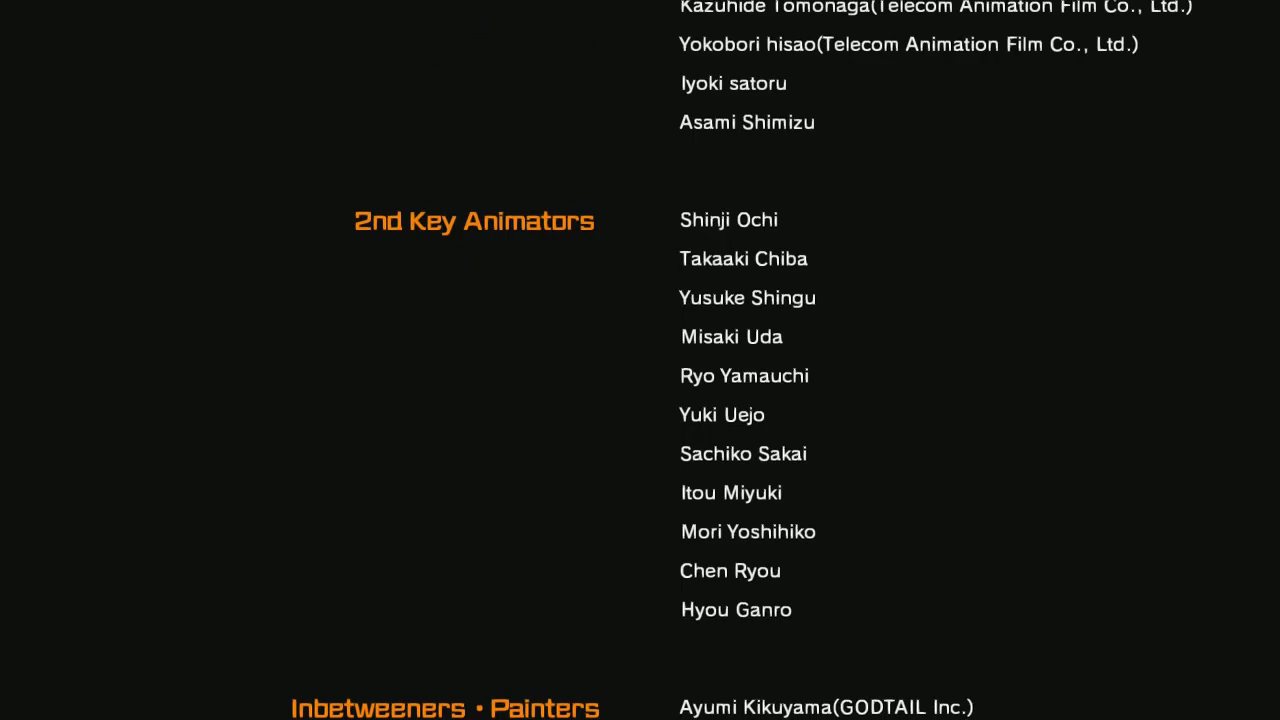 Kazuhide Tomonaga(Telecom Animation Film Co., Ltd.)
Yokobori hisao(Telecom Animation Film Co., Ltd.)
Iyoki satoru
Asami Shimizu
2nd Key Animators Shinji Ochi
Takaaki Chiba
Yusuke Shingu
Misaki Uda
Ryo Yamauchi
Yuki Uejo
Sachiko Sakai
Itou Miyuki
Mori Yoshihiko
Chen Ryou
Hyou Ganro
Inbetweeners・Painters Ayumi Kikuyama(GODTAIL Inc.)